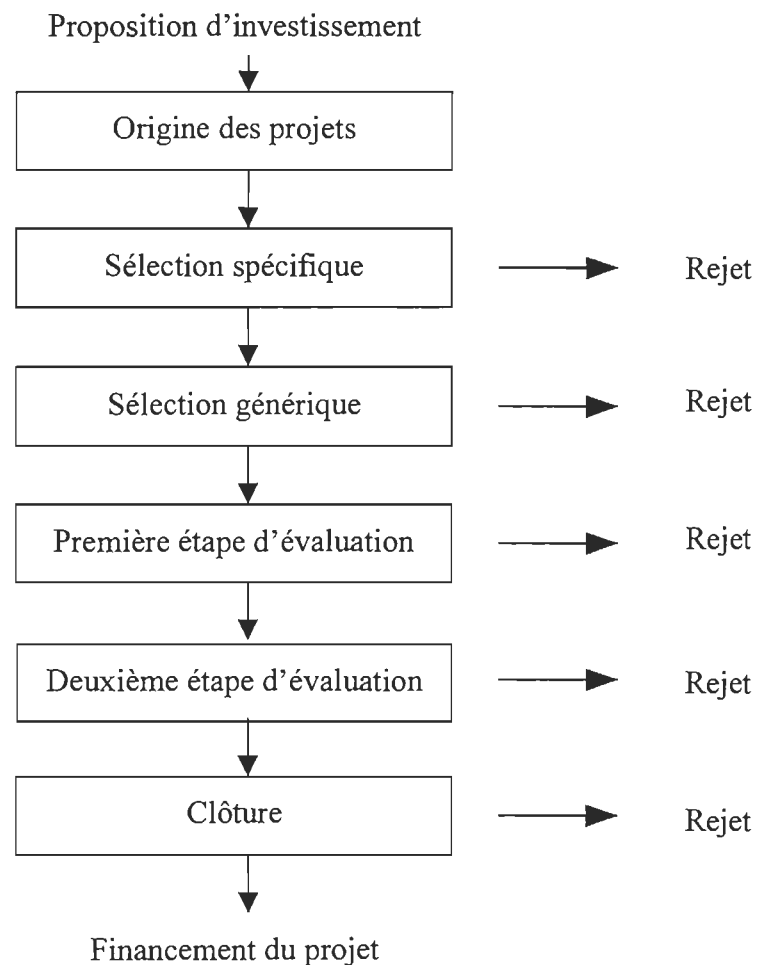 Proposition d'investissement
Origine des projets
Sélection spécifique
Rejet
Sélection générique
Rejet
Première étape d'évaluation
Rejet
Deuxième étape d'évaluation
Rejet
Clôture
Rejet
Financement du projet